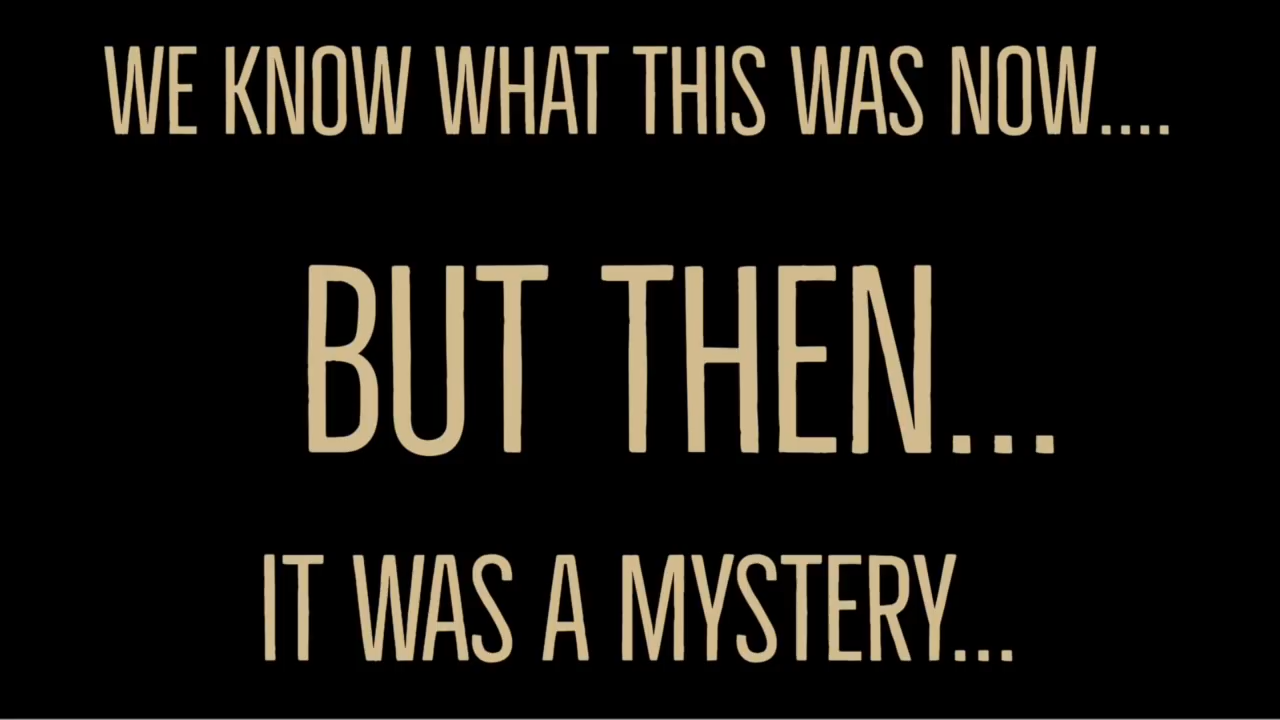 WE KNOW WHAT THIS WAS NOW....
BUT THEN...
IT WAS A MYSTERY...